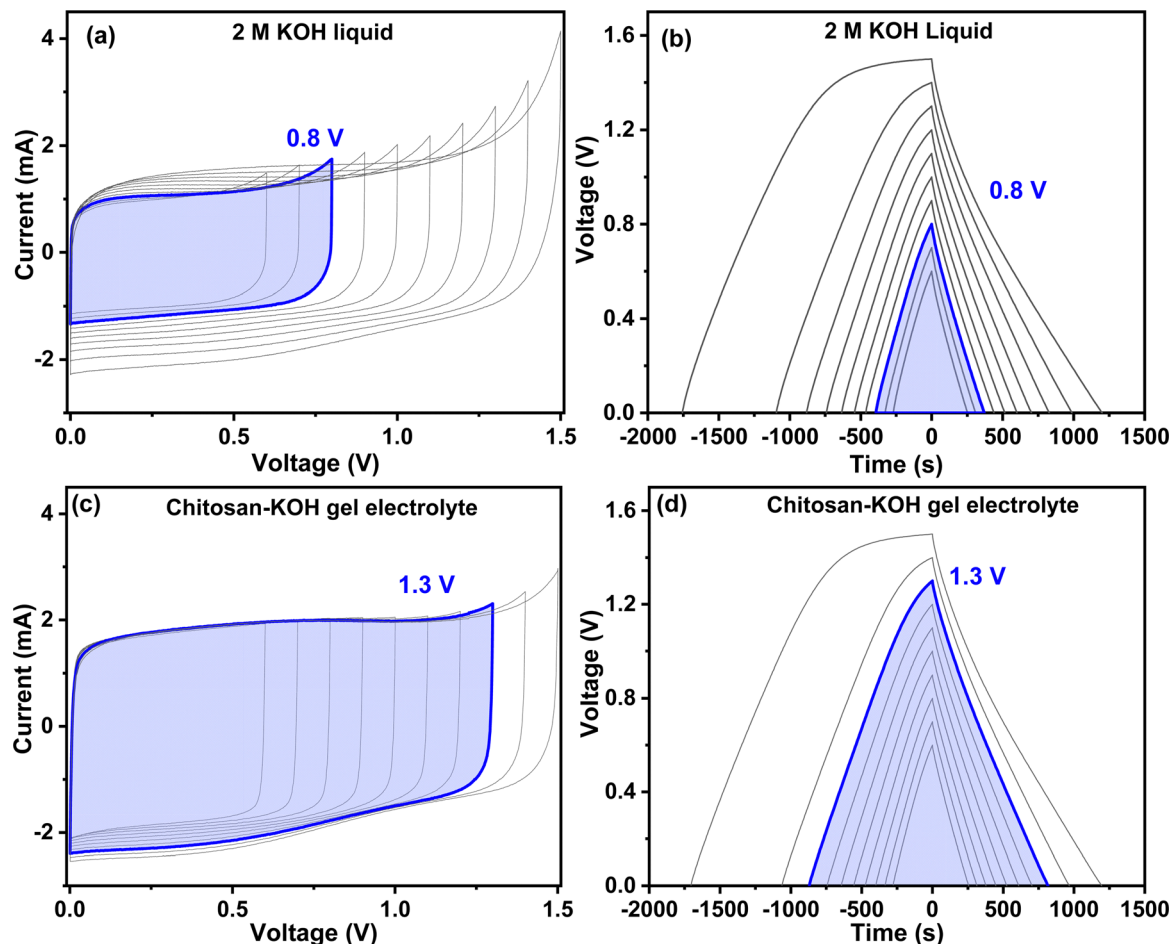 (a)
2 M KOH liquid
0.8 V
Current (mA)
4
2
0
-2
0.0
0.5
1.0
1.5
Voltage (V)
(b)
2 M KOH Liquid
0.8 V
Voltage (V)
1.6
1.2
0.8
0.4
0.0
-2000
-1500
-1000
-500
0
500
1000
1500
Time (s)
(c)
Chitosan-KOH gel electrolyte
1.3 V
Current (mA)
4
2
0
-2
0.0
0.5
1.0
1.5
Voltage (V)
(d)
Chitosan-KOH gel electrolyte
1.3 V
Voltage (V)
1.6
1.2
0.8
0.4
0.0
-2000
-1500
-1000
-500
0
500
1000
1500
Time (s)